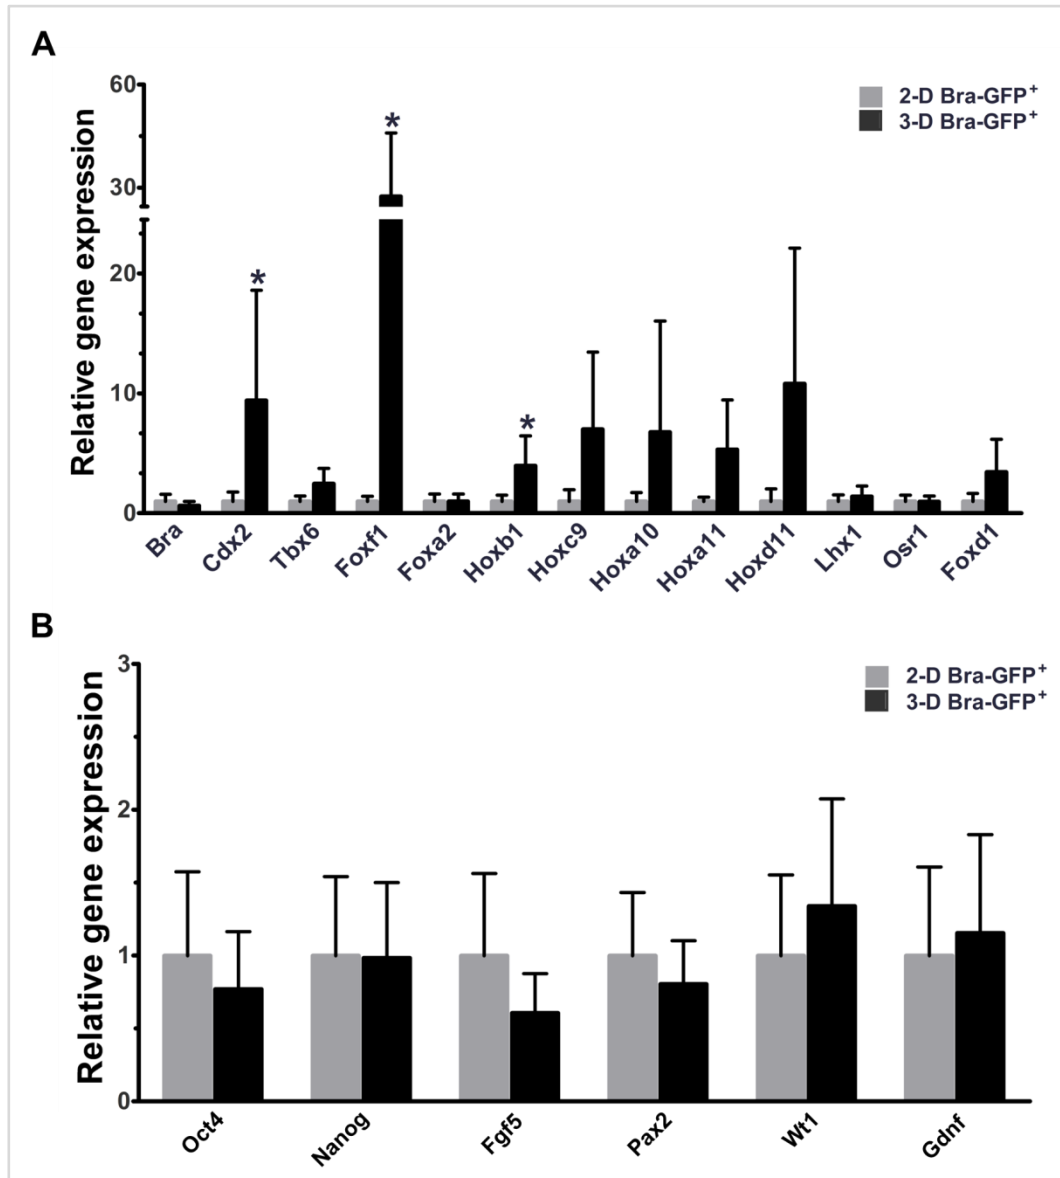 A
60
30
20
10
0
Relative gene expression
*
*
*
2-D Bra-GFP⁺
3-D Bra-GFP⁺
Bra
Cdx2
Tbx6
Foxf1
Foxa2
Hoxb1
Hoxc9
Hoxa10
Hoxa11
Hoxd11
Lhx1
Osr1
Foxd1
B
3
2
1
0
Relative gene expression
2-D Bra-GFP⁺
3-D Bra-GFP⁺
Oct4
Nanog
Fgf5
Pax2
Wt1
Gdnf